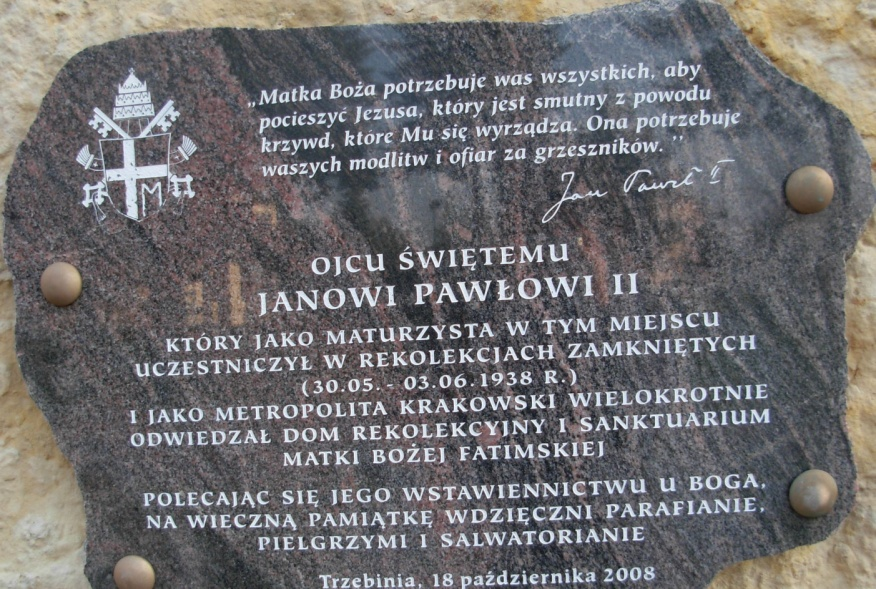 „Matka Boża potrzebuje was wszystkich, aby
pocieszyć Jezusa, który jest smutny z powodu
krzywd, które Mu się wyrządza. Ona potrzebuje
waszych modlitw i ofiar za grzeszników."
Jan Paweł II
M
OJCU ŚWIĘTEMU
JANOWI PAWŁOWI II
KTÓRY JAKO MATURZYSTA W TYM MIEJSCU
UCZESTNICZYŁ W REKOLEKCJACH ZAMKNIĘTYCH
(30.05. - 03.06.1938 R.)
I JAKO METROPOLITA KRAKOWSKI WIELOKROTNIE
ODWIEDZAŁ DOM REKOLEKCYJNY I SANKTUARIUM
MATKI BOŻEJ FATIMSKIEJ
POLECAJĄC SIĘ JEGO WSTAWIENNICTWU U BOGA,
NA WIECZNĄ PAMIĄTKĘ WDZIĘCZNI PARAFIANIE,
PIELGRZYMI I SALWATORIANIE
Trzebinia, 18 października 2008